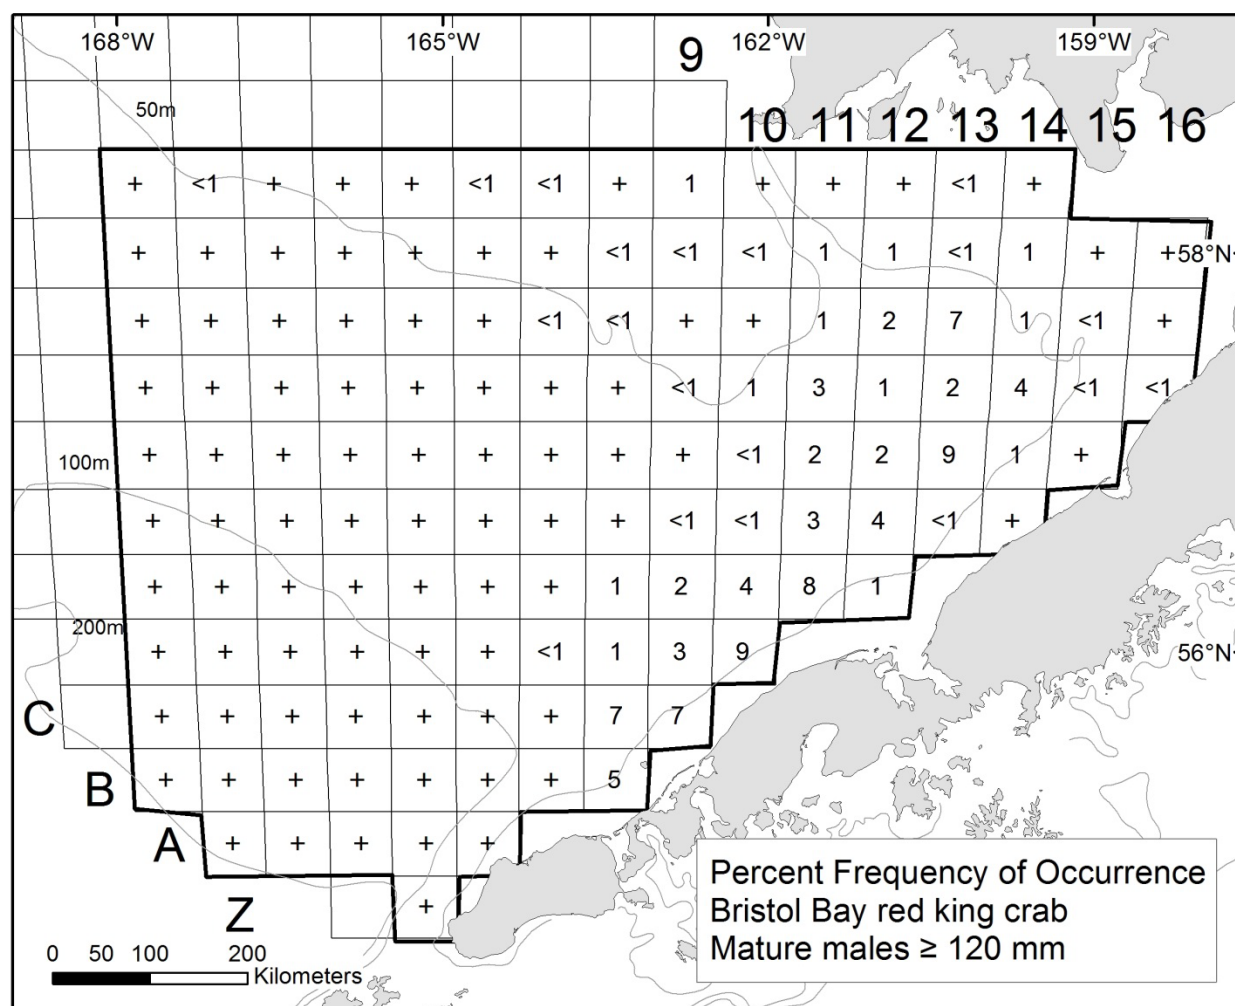 168°W 165°W 162°W 159°W
9
50m
10 11 12 13 14 15 16
+ <1 + + + <1 <1 + 1 + + + <1 +
+ + + + + + + <1 <1 <1 1 1 <1 1 + + 58°N
+ + + + + + <1 <1 + + 1 2 7 1 <1 +
+ + + + + + + + <1 1 3 1 2 4 <1 <1
100m + + + + + + + + + <1 2 2 9 1 +
+ + + + + + + + <1 <1 3 4 <1 +
+ + + + + + + 1 2 4 8 1
200m
+ + + + + + <1 1 3 9 56°N
C + + + + + + + 7 7
B + + + + + + + 5
A + + + + +
Z +
Percent Frequency of Occurrence
Bristol Bay red king crab
Mature males ≥ 120 mm
0 50 100 200
Kilometers